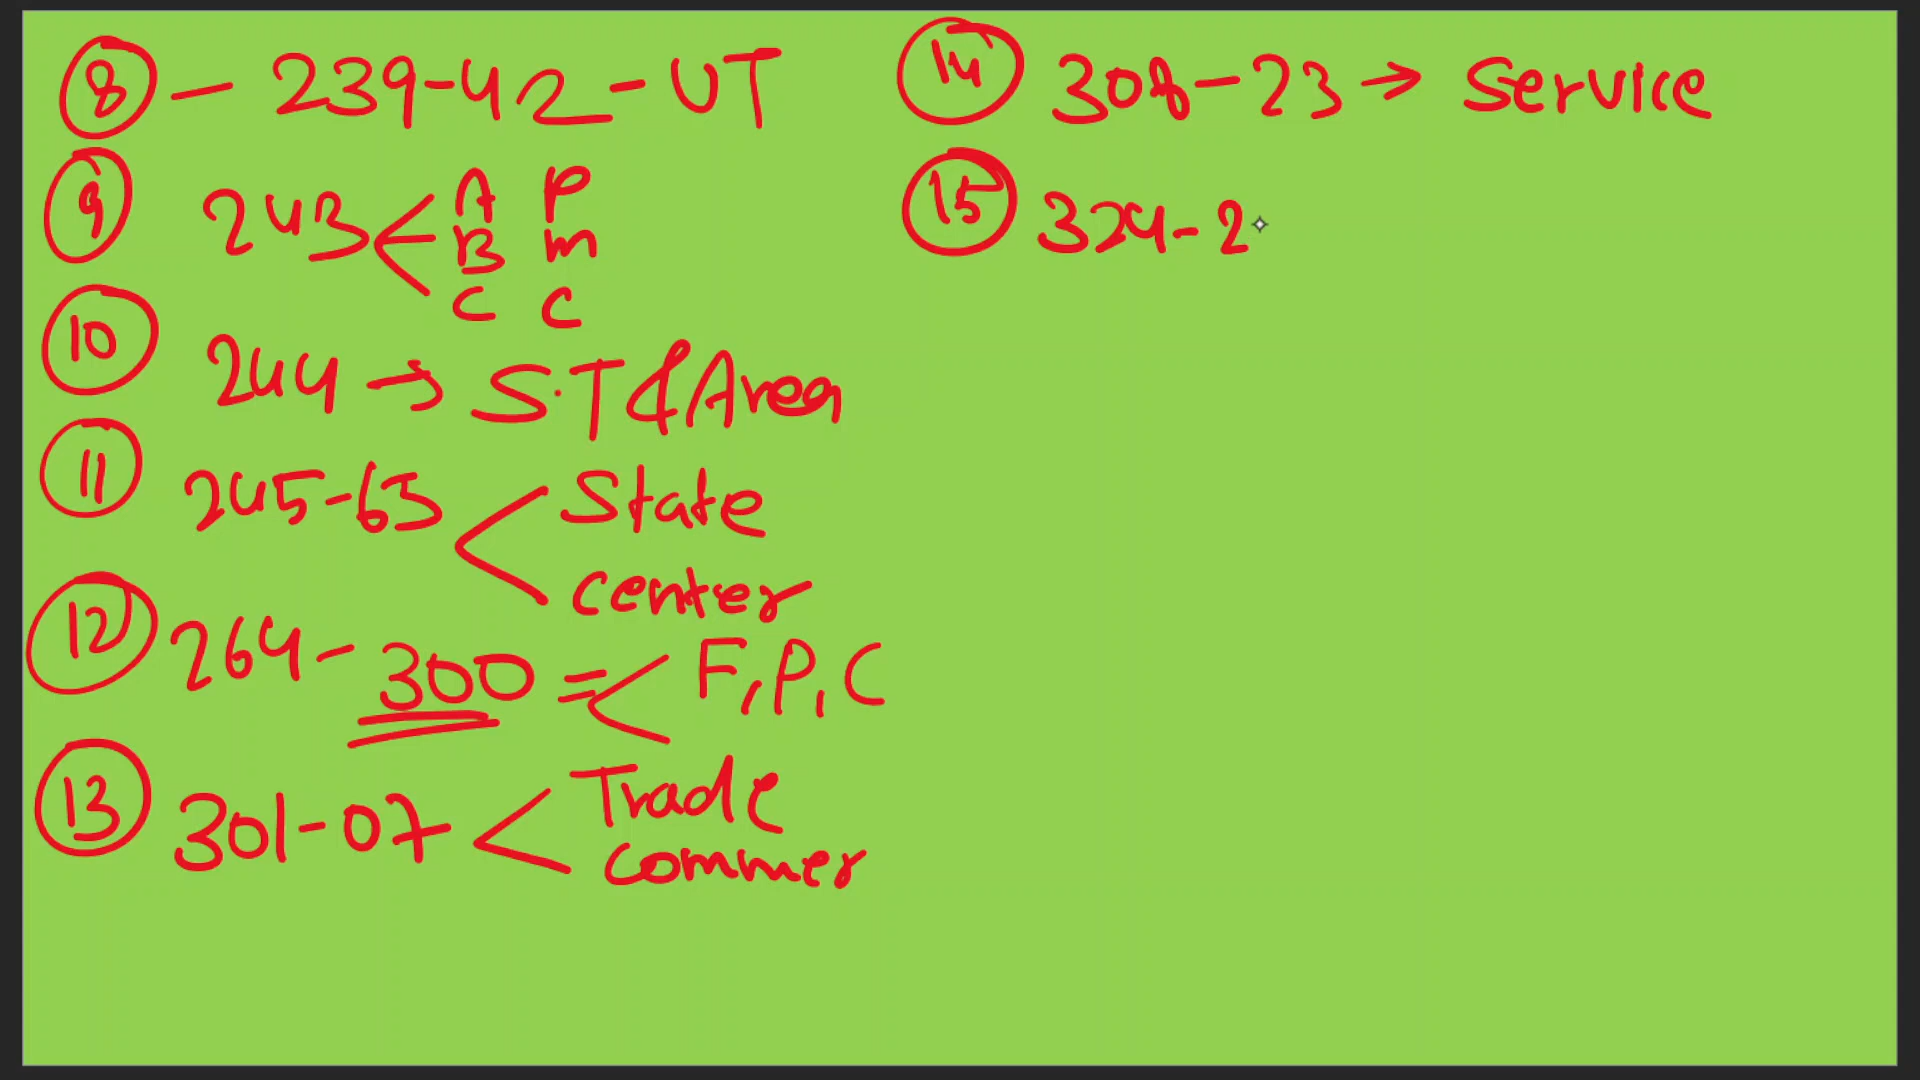 8 - 239-42 - UT
9 243 A P
B m
C C
10 244 → S.T & Area
11 245-63 State
center
12 264-300 = F, P, C
13 301-07 Trade
commer
14 308-23 → Service
15 324-2